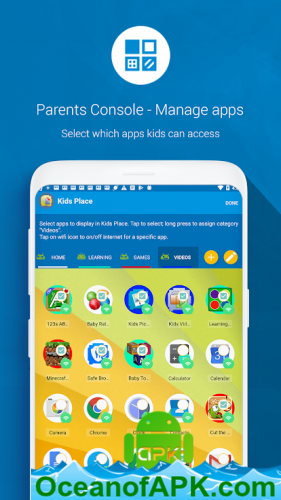 Parents Console - Manage apps
Select which apps kids can access
Kids Place
DONE
Select apps to display in Kids Place. Tap to select; long press to assign category
"Videos".
Tap on wifi icon to on/off internet for a specific app.
HOME
LEARNING
GAMES
VIDEOS
123s AB...
Baby Rat...
Kids Pic...
Kids Vid...
Learning...
Minecraf...
Safe Bro...
Baby To...
Calculator
Calendar
Camera
Chrome
Cut the...
APK
OceanofAPK.com